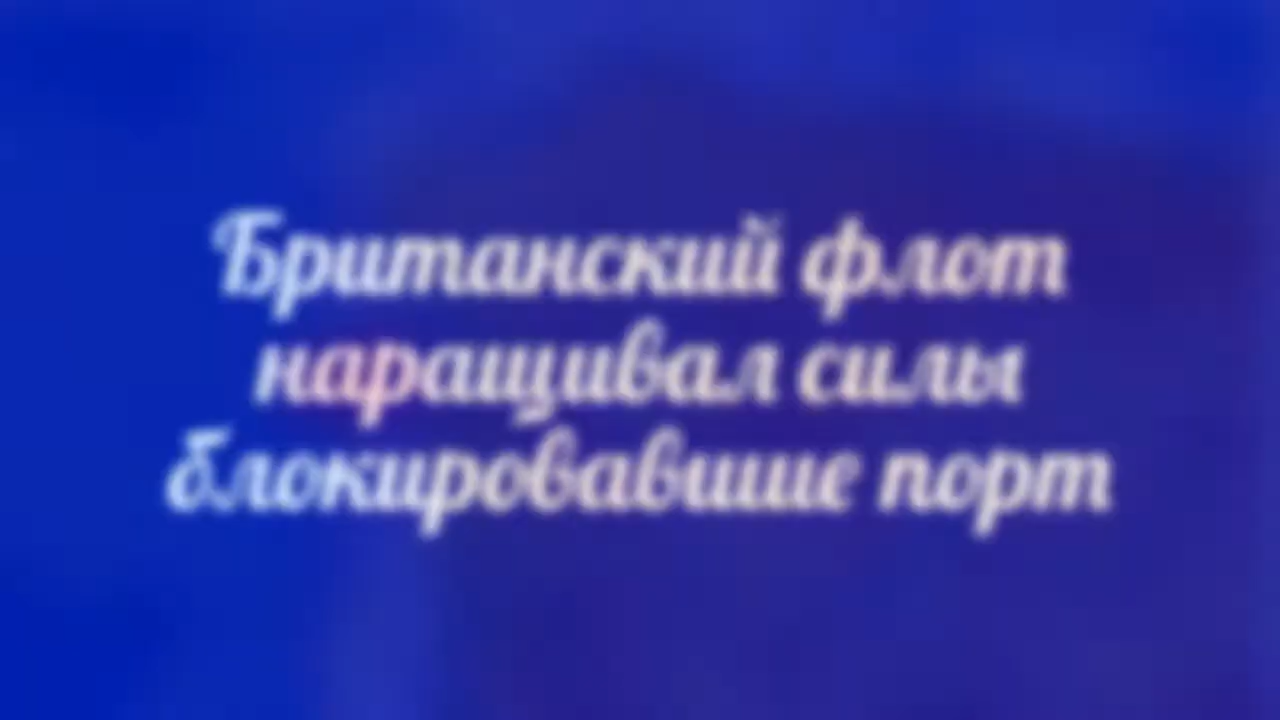 Британский флот
наращивал силы
блокировавшие порт